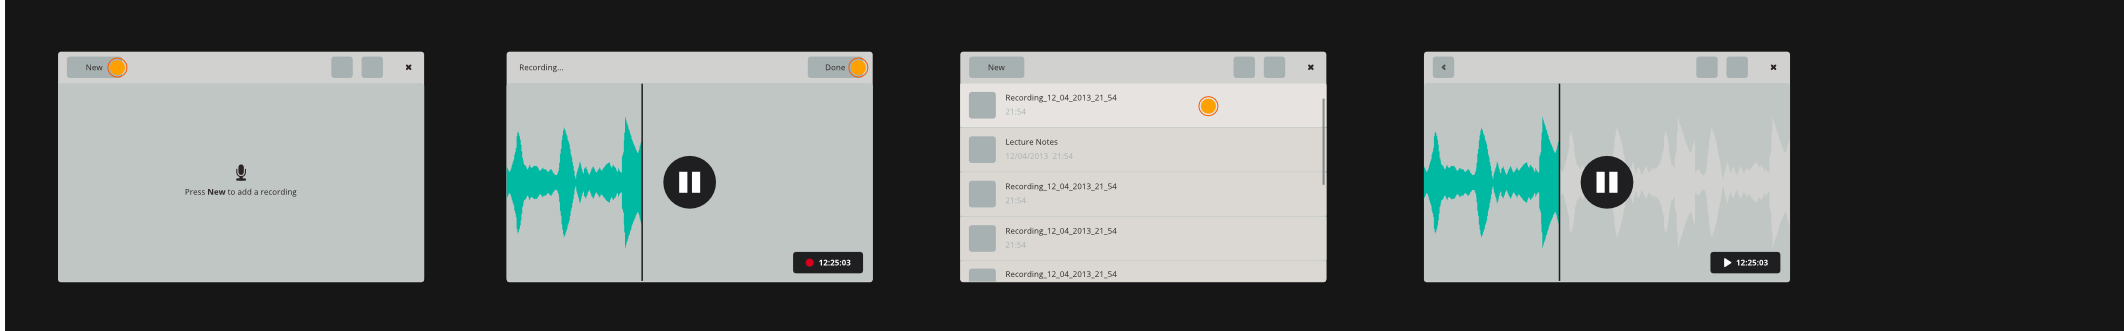 New
Press New to add a recording
Recording...
Done
12:25:03
New
Recording_12_04_2013_21_54
21:54
Lecture Notes
12/04/2013 21:54
Recording_12_04_2013_21_54
21:54
Recording_12_04_2013_21_54
21:54
Recording_12_04_2013_21_54
12:25:03